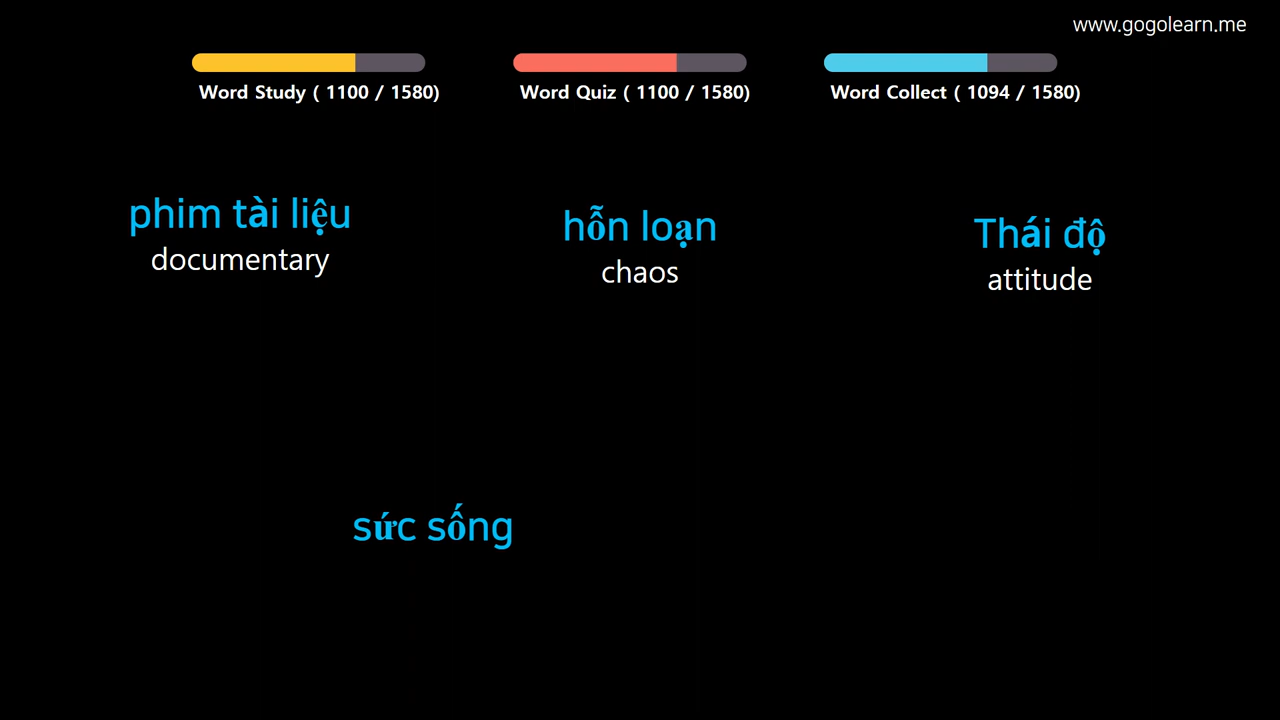 www.gogolearn.me
Word Study ( 1100 / 1580)
Word Quiz ( 1100 / 1580)
Word Collect ( 1094 / 1580)
phim tài liệu
documentary
hỗn loạn
chaos
Thái độ
attitude
sức sống